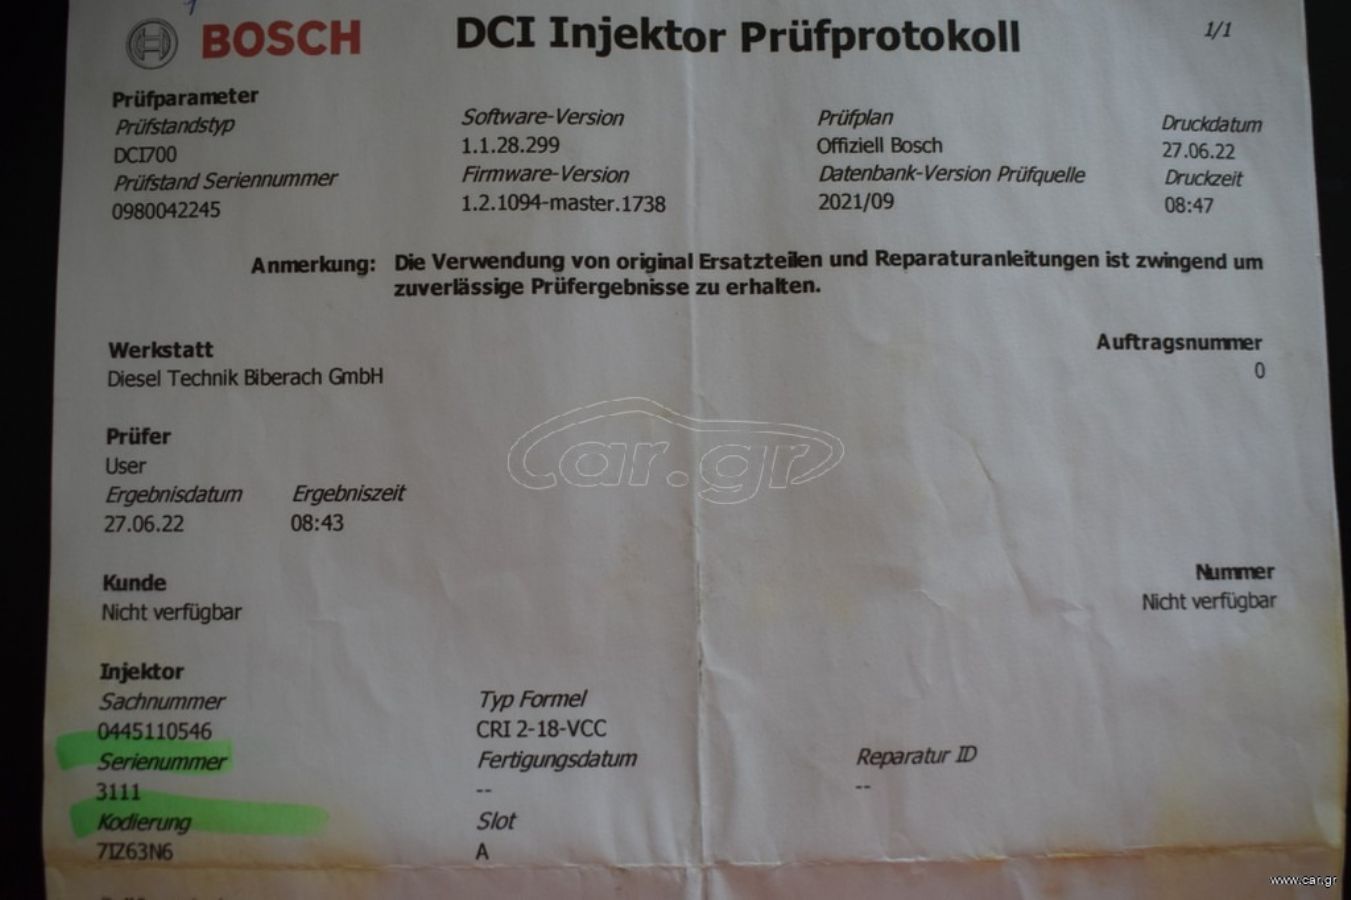 BOSCH
DCI Injektor Prüfprotokoll
1/1
Prüfparameter
Prüfstandstyp
DCI700
Prüfstand Seriennummer
0980042245
Software-Version
1.1.28.299
Firmware-Version
1.2.1094-master.1738
Prüfplan
Offiziell Bosch
Datenbank-Version Prüfquelle
2021/09
Druckdatum
27.06.22
Druckzeit
08:47
Anmerkung: Die Verwendung von original Ersatzteilen und Reparaturanleitungen ist zwingend um
zuverlässige Prüfergebnisse zu erhalten.
Werkstatt
Diesel Technik Biberach GmbH
Auftragsnummer
0
car.gr
Prüfer
User
Ergebnisdatum Ergebniszeit
27.06.22 08:43
Kunde
Nicht verfügbar
Nummer
Nicht verfügbar
Injektor
Sachnummer Typ Formel
0445110546 CRI 2-18-VCC
Serienummer Fertigungsdatum Reparatur ID
3111 -- --
Kodierung Slot
7IZ63N6 A
www.car.gr